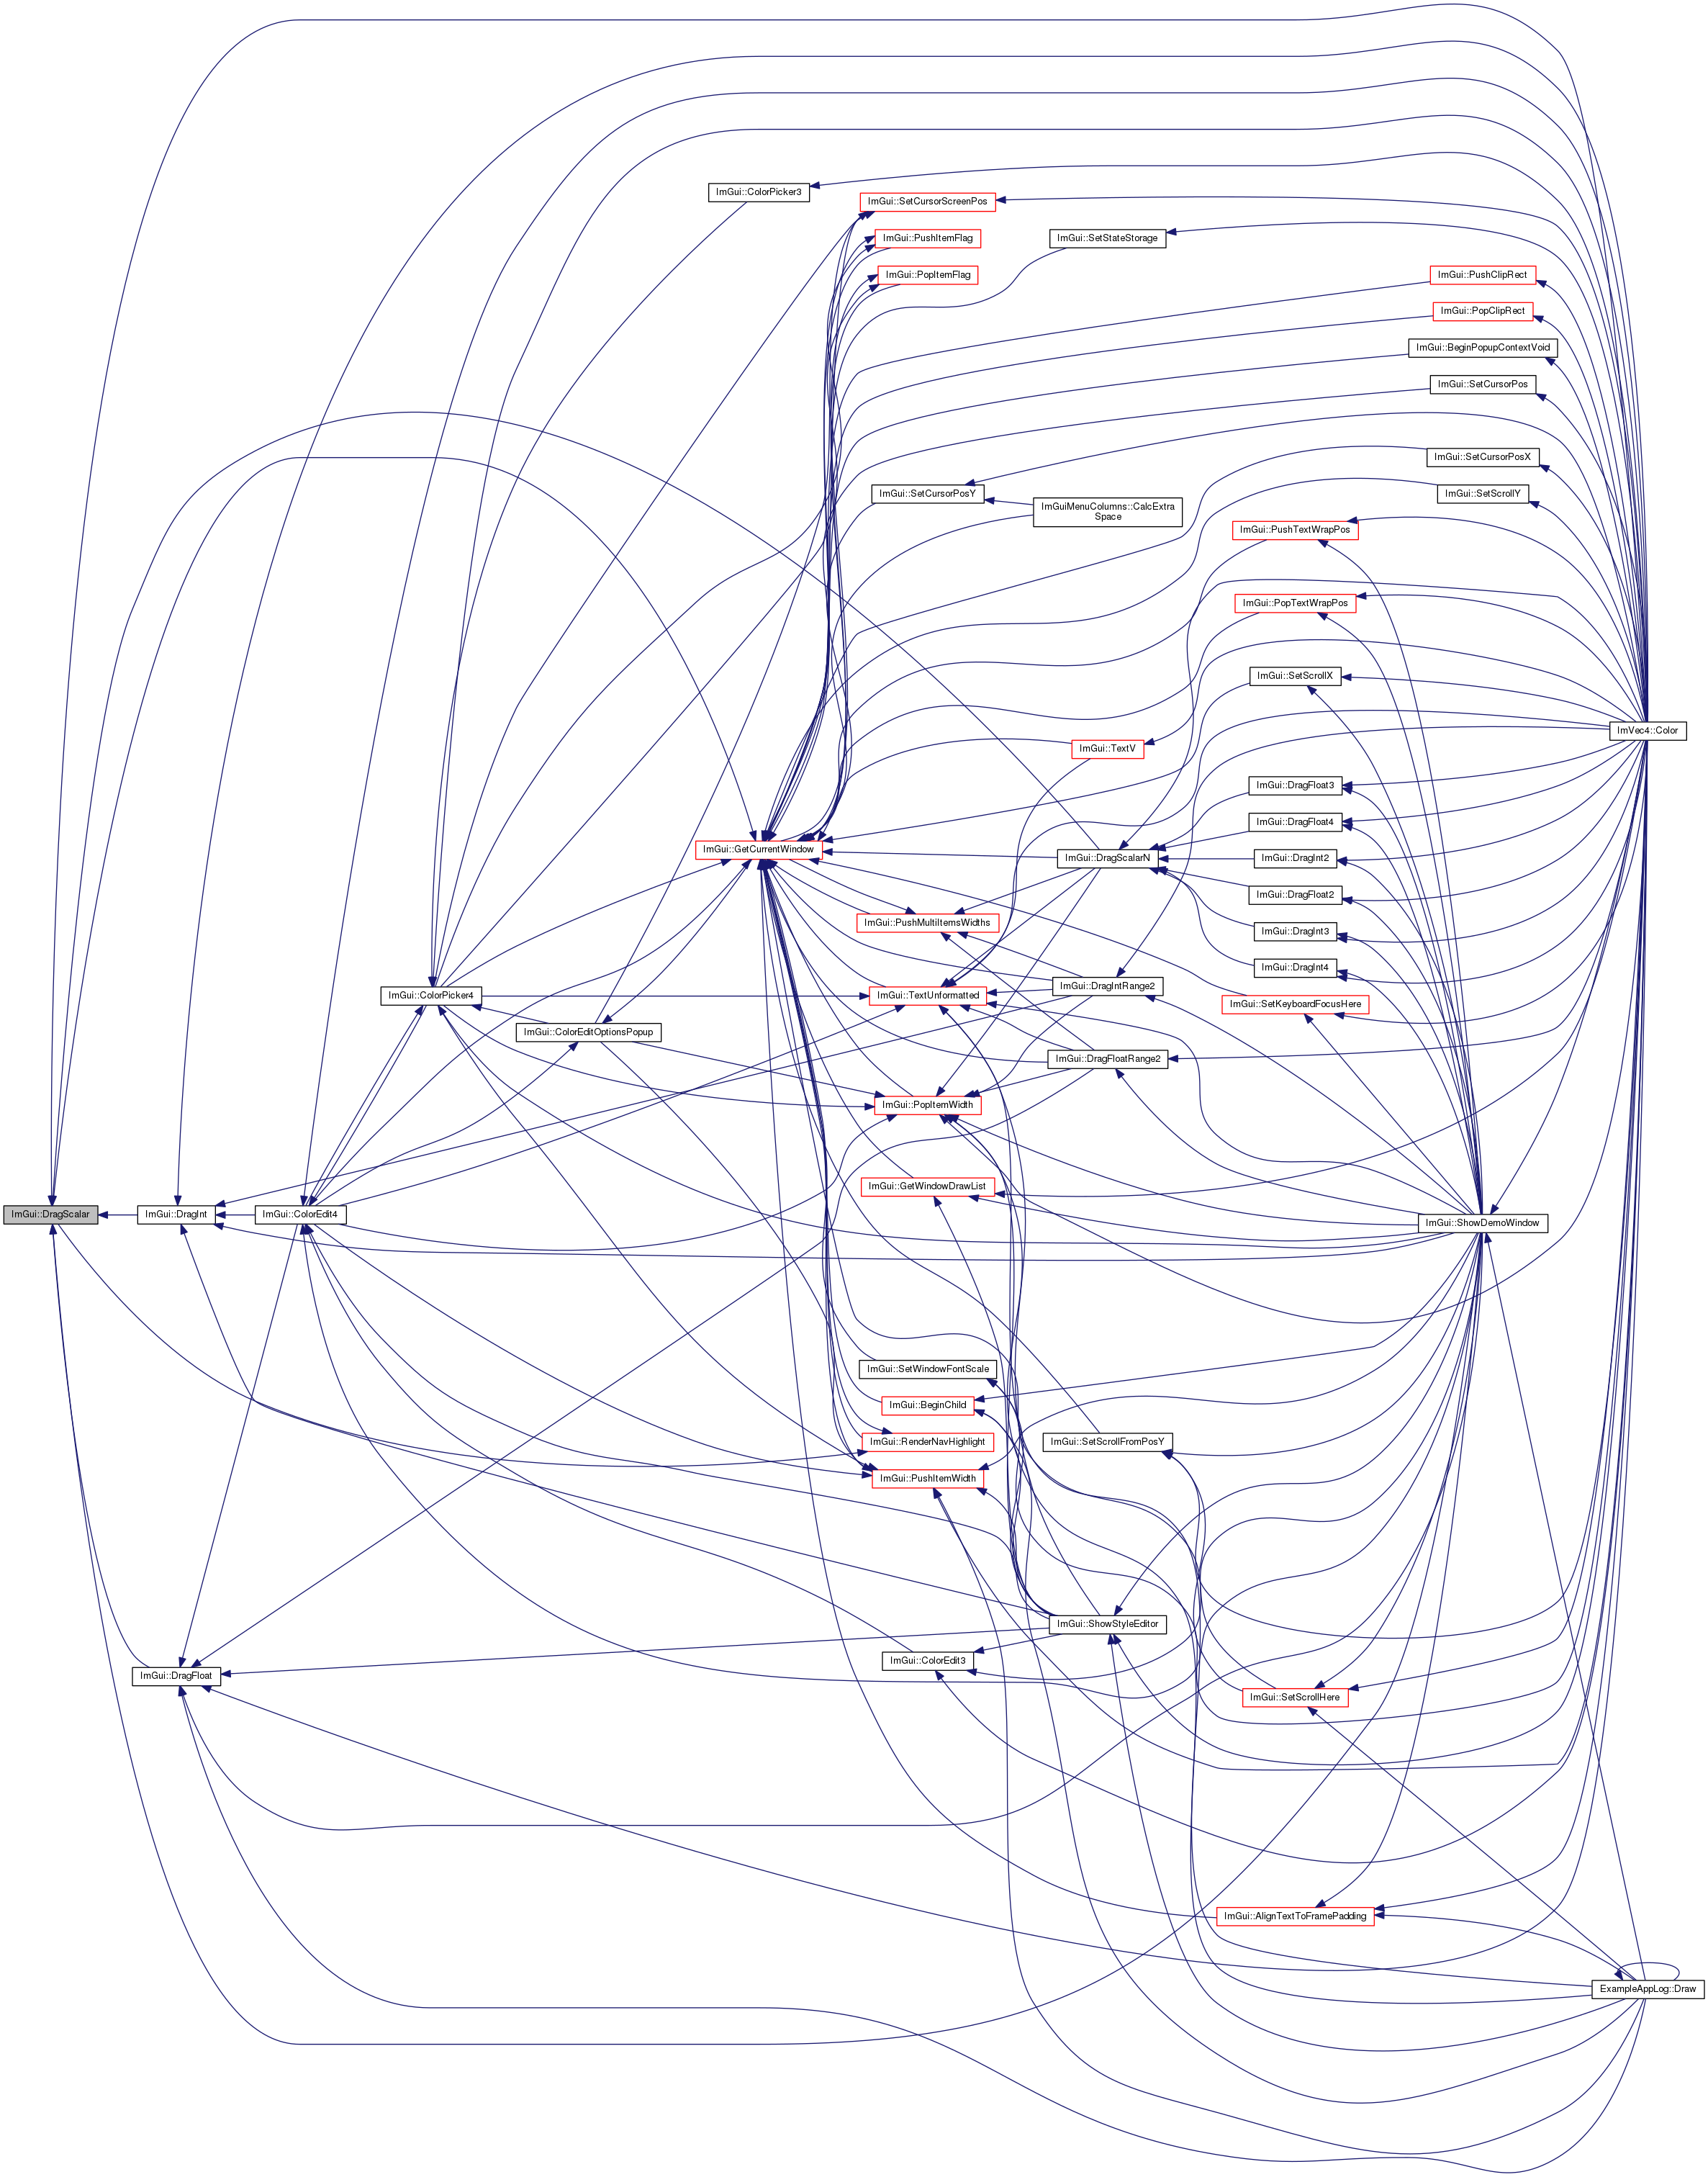 ImGui::ColorPicker3
ImGui::SetCursorScreenPos
ImGui::PushItemFlag
ImGui::SetStateStorage
ImGui::PopItemFlag
ImGui::PushClipRect
ImGui::PopClipRect
ImGui::BeginPopupContextVoid
ImGui::SetCursorPos
ImGui::SetCursorPosX
ImGui::SetCursorPosY
ImGui::SetScrollY
ImGuiMenuColumns::CalcExtra
Space
ImGui::PushTextWrapPos
ImGui::PopTextWrapPos
ImGui::SetScrollX
ImVec4::Color
ImGui::TextV
ImGui::DragFloat3
ImGui::DragFloat4
ImGui::GetCurrentWindow
ImGui::DragScalarN
ImGui::DragInt2
ImGui::DragFloat2
ImGui::PushMultiItemsWidths
ImGui::DragInt3
ImGui::DragInt4
ImGui::ColorPicker4
ImGui::TextUnformatted
ImGui::DragIntRange2
ImGui::SetKeyboardFocusHere
ImGui::ColorEditOptionsPopup
ImGui::DragFloatRange2
ImGui::PopItemWidth
ImGui::GetWindowDrawList
ImGui::DragScalar
ImGui::DragInt
ImGui::ColorEdit4
ImGui::ShowDemoWindow
ImGui::SetWindowFontScale
ImGui::BeginChild
ImGui::RenderNavHighlight
ImGui::SetScrollFromPosY
ImGui::PushItemWidth
ImGui::ShowStyleEditor
ImGui::ColorEdit3
ImGui::DragFloat
ImGui::SetScrollHere
ImGui::AlignTextToFramePadding
ExampleAppLog::Draw